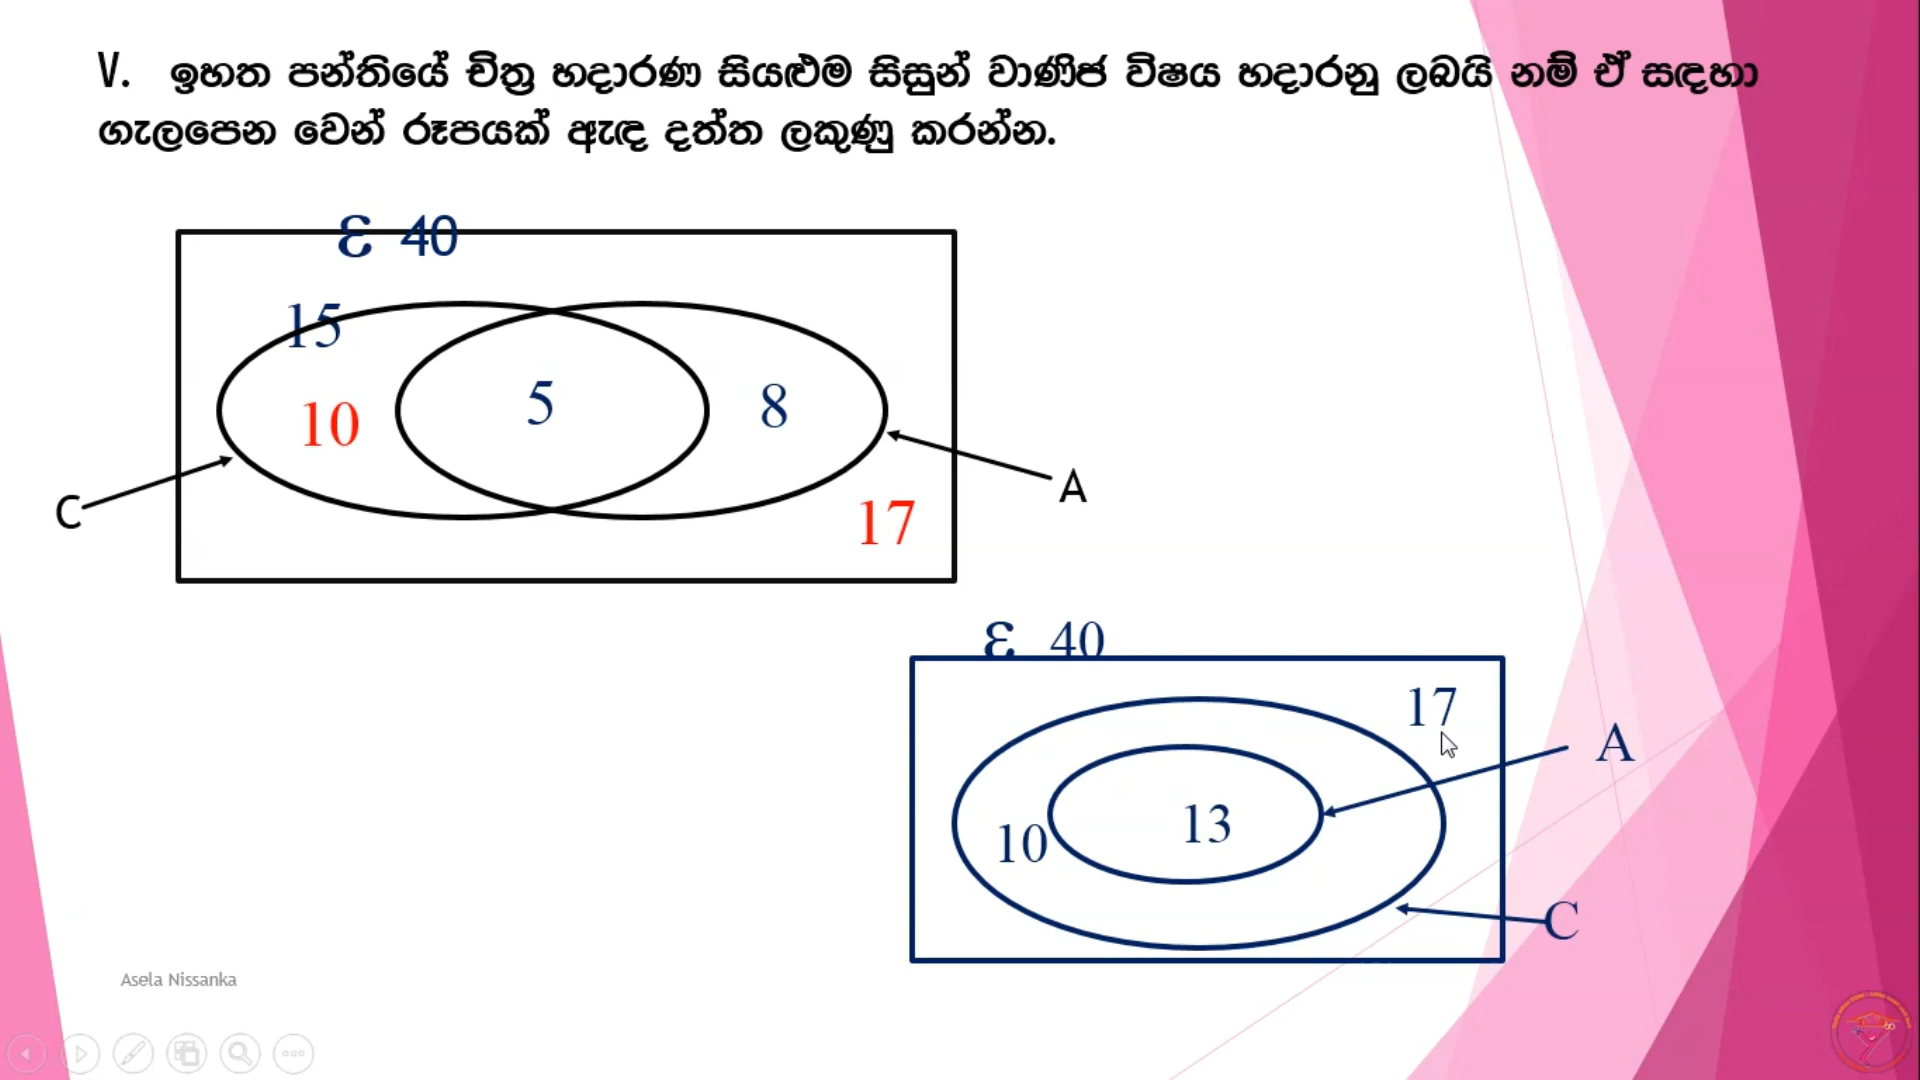 V. ඉහත පන්තියේ චිත්‍ර හදාරණ සියළුම සිසුන් වාණිජ විෂය හදාරනු ලබයි නම් ඒ සඳහා
ගැලපෙන වෙන් රූපයක් ඇඳ දත්ත ලකුණු කරන්න.
ε 40
15
10 5 8
C
A
17
ε 40
17
A
10 13
C
Asela Nissanka